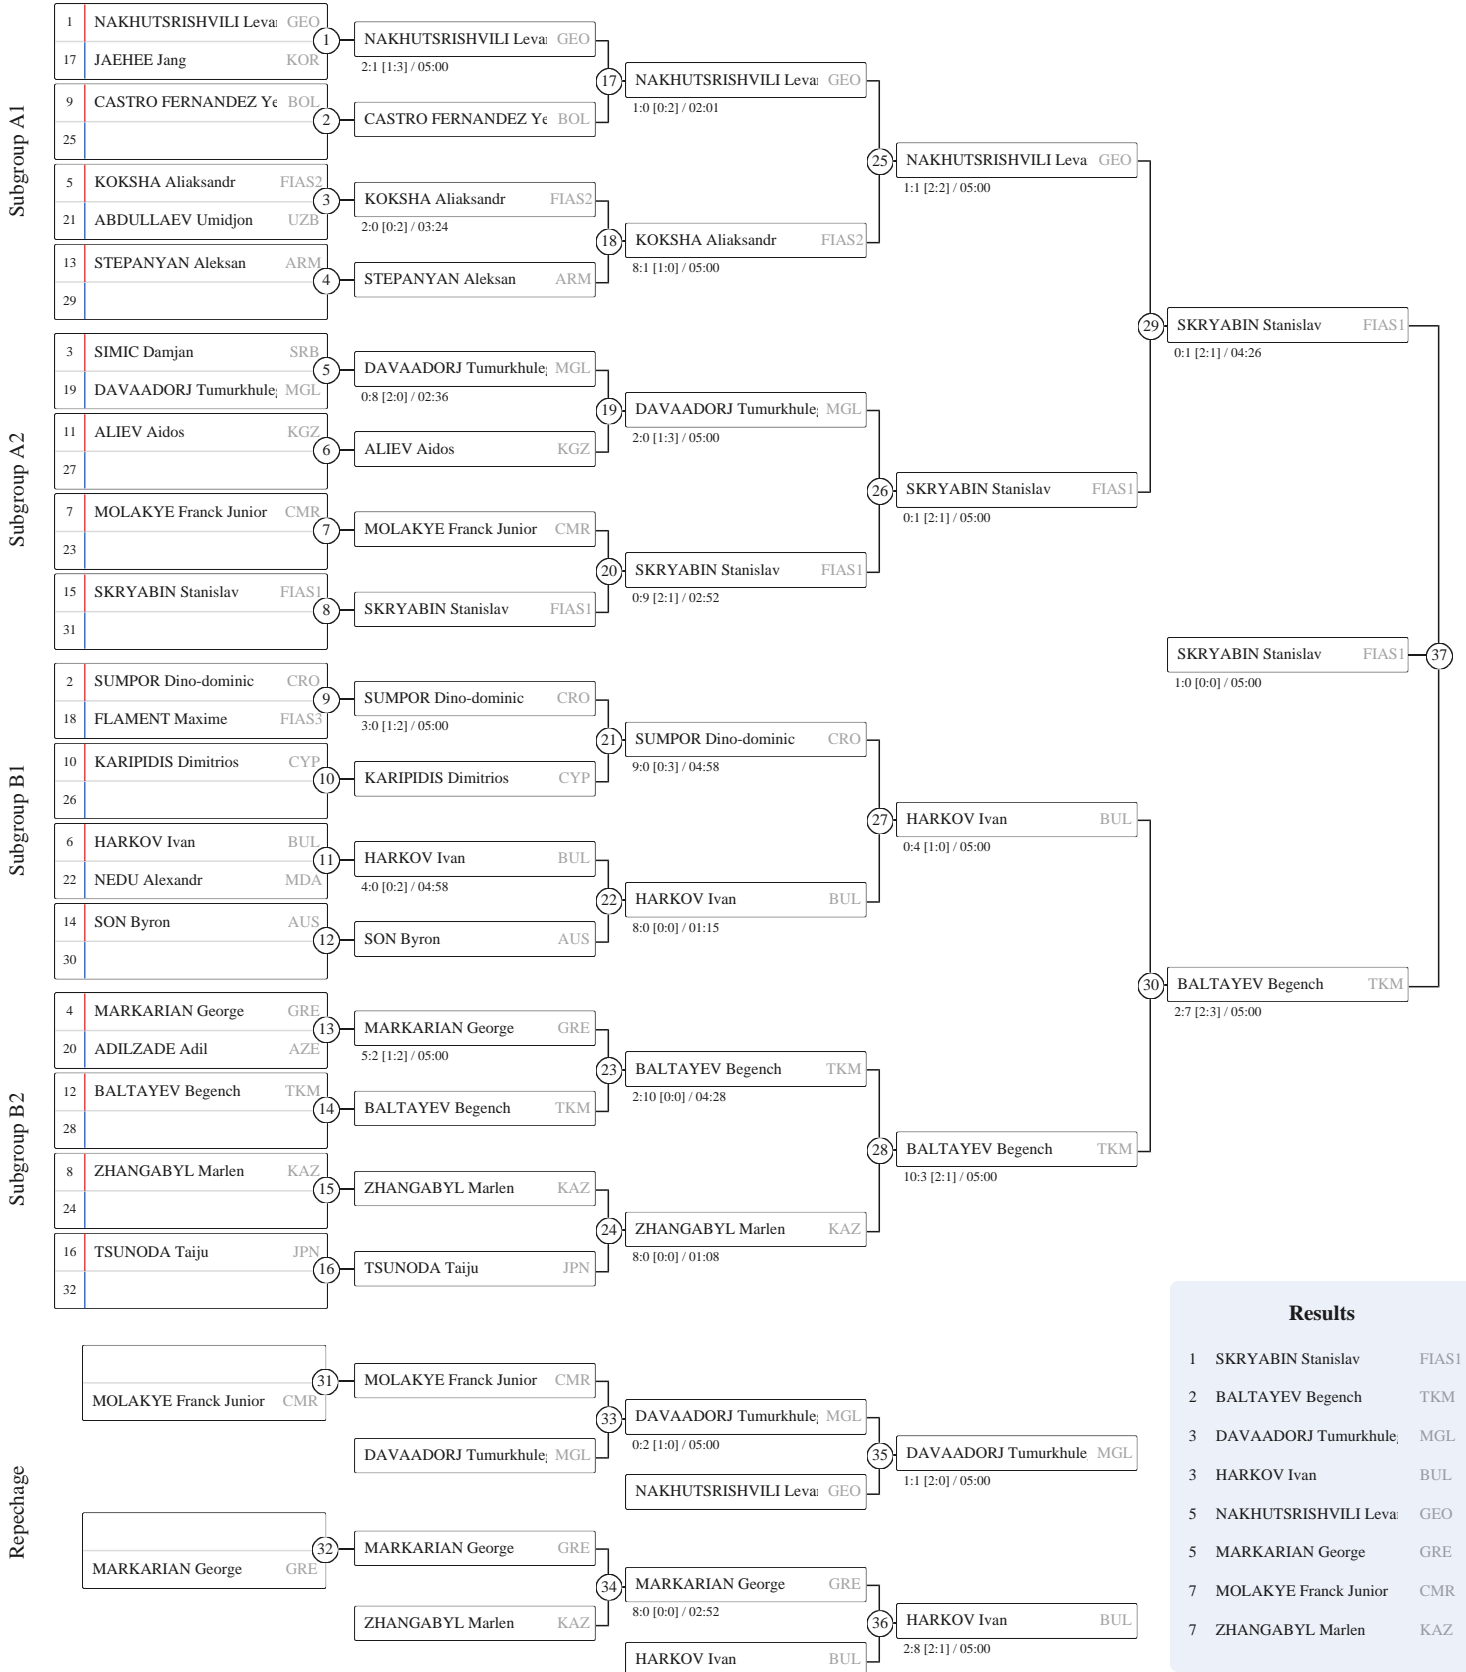 Subgroup A1
1 NAKHUTSRISHVILI Leva GEO
17 JAEHEE Jang KOR
1
9 CASTRO FERNANDEZ Ye BOL
25
2
5 KOKSHA Aliaksandr FIAS2
21 ABDULLAEV Umidjon UZB
3
13 STEPANYAN Aleksan ARM
29
4
NAKHUTSRISHVILI Leva GEO
2:1 [1:3] / 05:00
CASTRO FERNANDEZ Ye BOL
17
KOKSHA Aliaksandr FIAS2
2:0 [0:2] / 03:24
STEPANYAN Aleksan ARM
18
NAKHUTSRISHVILI Leva GEO
1:0 [0:2] / 02:01
KOKSHA Aliaksandr FIAS2
8:1 [1:0] / 05:00
25
NAKHUTSRISHVILI Leva GEO
1:1 [2:2] / 05:00
Subgroup A2
3 SIMIC Damjan SRB
19 DAVAADORJ Tumurkhule MGL
5
11 ALIEV Aidos KGZ
27
6
7 MOLAKYE Franck Junior CMR
23
7
15 SKRYABIN Stanislav FIAS1
31
8
DAVAADORJ Tumurkhule MGL
0:8 [2:0] / 02:36
ALIEV Aidos KGZ
19
MOLAKYE Franck Junior CMR
SKRYABIN Stanislav FIAS1
20
DAVAADORJ Tumurkhule MGL
2:0 [1:3] / 05:00
SKRYABIN Stanislav FIAS1
0:9 [2:1] / 02:52
26
SKRYABIN Stanislav FIAS1
0:1 [2:1] / 05:00
29
SKRYABIN Stanislav FIAS1
0:1 [2:1] / 04:26
SKRYABIN Stanislav FIAS1
1:0 [0:0] / 05:00
37
Subgroup B1
2 SUMPOR Dino-dominic CRO
18 FLAMENT Maxime FIAS3
9
10 KARIPIDIS Dimitrios CYP
26
10
6 HARKOV Ivan BUL
22 NEDU Alexandr MDA
11
14 SON Byron AUS
30
12
SUMPOR Dino-dominic CRO
3:0 [1:2] / 05:00
KARIPIDIS Dimitrios CYP
21
HARKOV Ivan BUL
4:0 [0:2] / 04:58
SON Byron AUS
22
SUMPOR Dino-dominic CRO
9:0 [0:3] / 04:58
HARKOV Ivan BUL
8:0 [0:0] / 01:15
27
HARKOV Ivan BUL
0:4 [1:0] / 05:00
Subgroup B2
4 MARKARIAN George GRE
20 ADILZADE Adil AZE
13
12 BALTAYEV Begench TKM
28
14
8 ZHANGABYL Marlen KAZ
24
15
16 TSUNODA Taiju JPN
32
16
MARKARIAN George GRE
5:2 [1:2] / 05:00
BALTAYEV Begench TKM
23
ZHANGABYL Marlen KAZ
TSUNODA Taiju JPN
24
BALTAYEV Begench TKM
2:10 [0:0] / 04:28
ZHANGABYL Marlen KAZ
8:0 [0:0] / 01:08
28
BALTAYEV Begench TKM
10:3 [2:1] / 05:00
30
BALTAYEV Begench TKM
2:7 [2:3] / 05:00
Repechage
MOLAKYE Franck Junior CMR
31
MOLAKYE Franck Junior CMR
DAVAADORJ Tumurkhule MGL
33
DAVAADORJ Tumurkhule MGL
0:2 [1:0] / 05:00
NAKHUTSRISHVILI Leva GEO
35
DAVAADORJ Tumurkhule MGL
1:1 [2:0] / 05:00
MARKARIAN George GRE
32
MARKARIAN George GRE
ZHANGABYL Marlen KAZ
34
MARKARIAN George GRE
8:0 [0:0] / 02:52
HARKOV Ivan BUL
36
HARKOV Ivan BUL
2:8 [2:1] / 05:00
Results
1 SKRYABIN Stanislav FIAS1
2 BALTAYEV Begench TKM
3 DAVAADORJ Tumurkhule MGL
3 HARKOV Ivan BUL
5 NAKHUTSRISHVILI Leva GEO
5 MARKARIAN George GRE
7 MOLAKYE Franck Junior CMR
7 ZHANGABYL Marlen KAZ